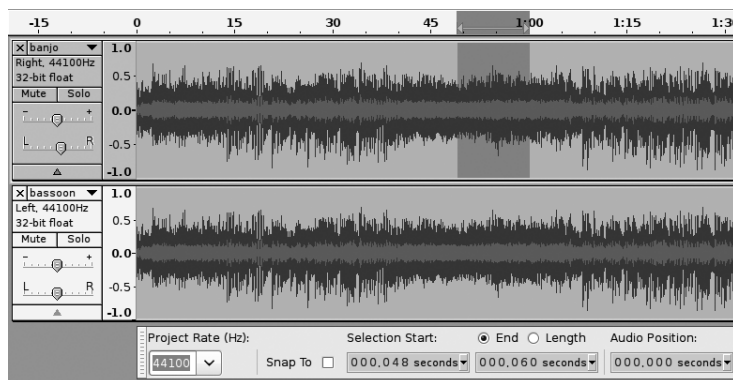 -15 0 15 30 45 1:00 1:15 1:3
× banjo 1.0
Right, 44100Hz
32-bit float 0.5
Mute Solo
- + 0.0
L R -0.5
-1.0
× bassoon 1.0
Left, 44100Hz
32-bit float 0.5
Mute Solo
- + 0.0
L R -0.5
-1.0
Project Rate (Hz): Selection Start: End Length Audio Position:
44100 Snap To 000,048 seconds 000,060 seconds 000,000 seconds